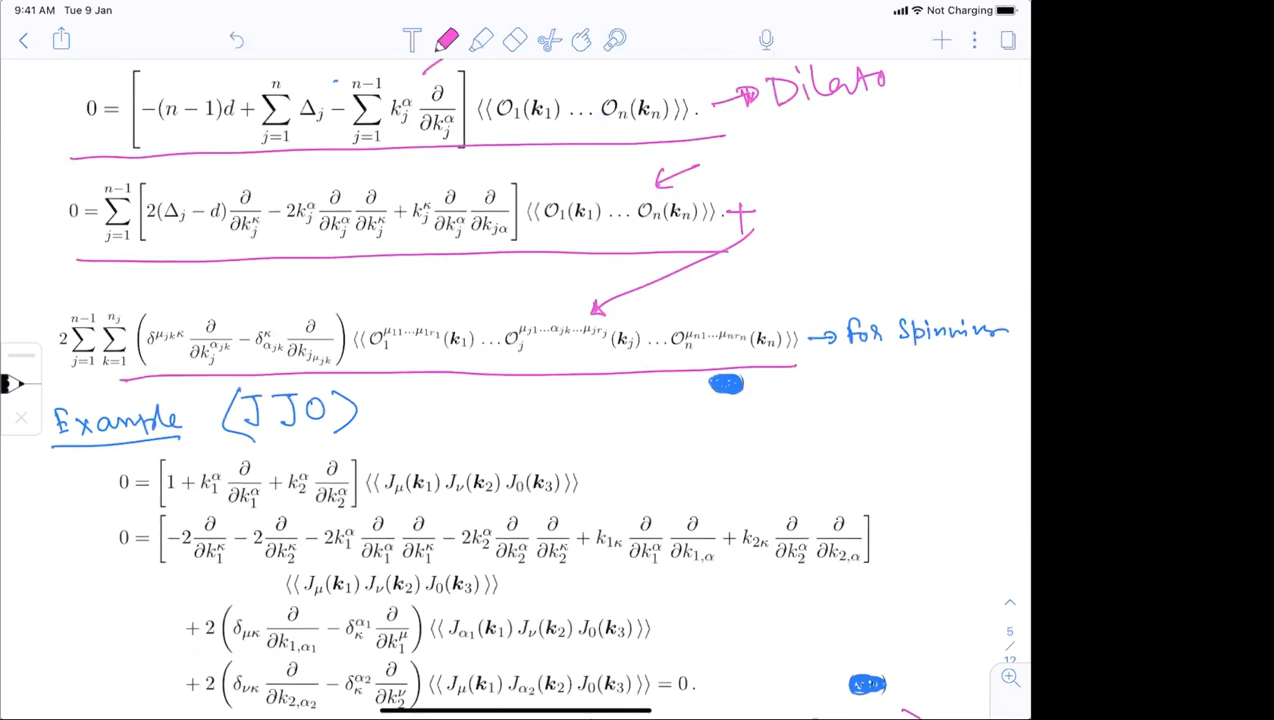 9:41 AM Tue 9 Jan Not Charging
0 = [ −(n − 1)d + ∑_{j=1}^{n} Δ_j − ∑_{j=1}^{n−1} k_j^α ∂/∂k_j^α ] ⟨⟨ O_1(k_1) … O_n(k_n) ⟩⟩ . → Dilato
0 = ∑_{j=1}^{n−1} [ 2(Δ_j − d) ∂/∂k_j^κ − 2k_j^α ∂/∂k_j^α ∂/∂k_j^κ + k_j^κ ∂/∂k_j^α ∂/∂k_{jα} ] ⟨⟨ O_1(k_1) … O_n(k_n) ⟩⟩ . +
2 ∑_{j=1}^{n−1} ∑_{k=1}^{n_j} ( δ^{μ_{jk}κ} ∂/∂k_j^{α_{jk}} − δ^κ_{α_{jk}} ∂/∂k_{j μ_{jk}} ) ⟨⟨ O_1^{μ_{11}…μ_{1r_1}}(k_1) … O_j^{μ_{j1}…α_{jk}…μ_{jr_j}}(k_j) … O_n^{μ_{n1}…μ_{nr_n}}(k_n) ⟩⟩ → For Spinning
Example ⟨JJO⟩
0 = [ 1 + k_1^α ∂/∂k_1^α + k_2^α ∂/∂k_2^α ] ⟨⟨ J_μ(k_1) J_ν(k_2) J_0(k_3) ⟩⟩
0 = [ −2 ∂/∂k_1^κ − 2 ∂/∂k_2^κ − 2k_1^α ∂/∂k_1^α ∂/∂k_1^κ − 2k_2^α ∂/∂k_2^α ∂/∂k_2^κ + k_{1κ} ∂/∂k_1^α ∂/∂k_{1,α} + k_{2κ} ∂/∂k_2^α ∂/∂k_{2,α} ]
⟨⟨ J_μ(k_1) J_ν(k_2) J_0(k_3) ⟩⟩
+ 2 ( δ_{μκ} ∂/∂k_{1,α_1} − δ_κ^{α_1} ∂/∂k_1^μ ) ⟨⟨ J_{α_1}(k_1) J_ν(k_2) J_0(k_3) ⟩⟩
+ 2 ( δ_{νκ} ∂/∂k_{2,α_2} − δ_κ^{α_2} ∂/∂k_2^ν ) ⟨⟨ J_μ(k_1) J_{α_2}(k_2) J_0(k_3) ⟩⟩ = 0 .
5
/
12